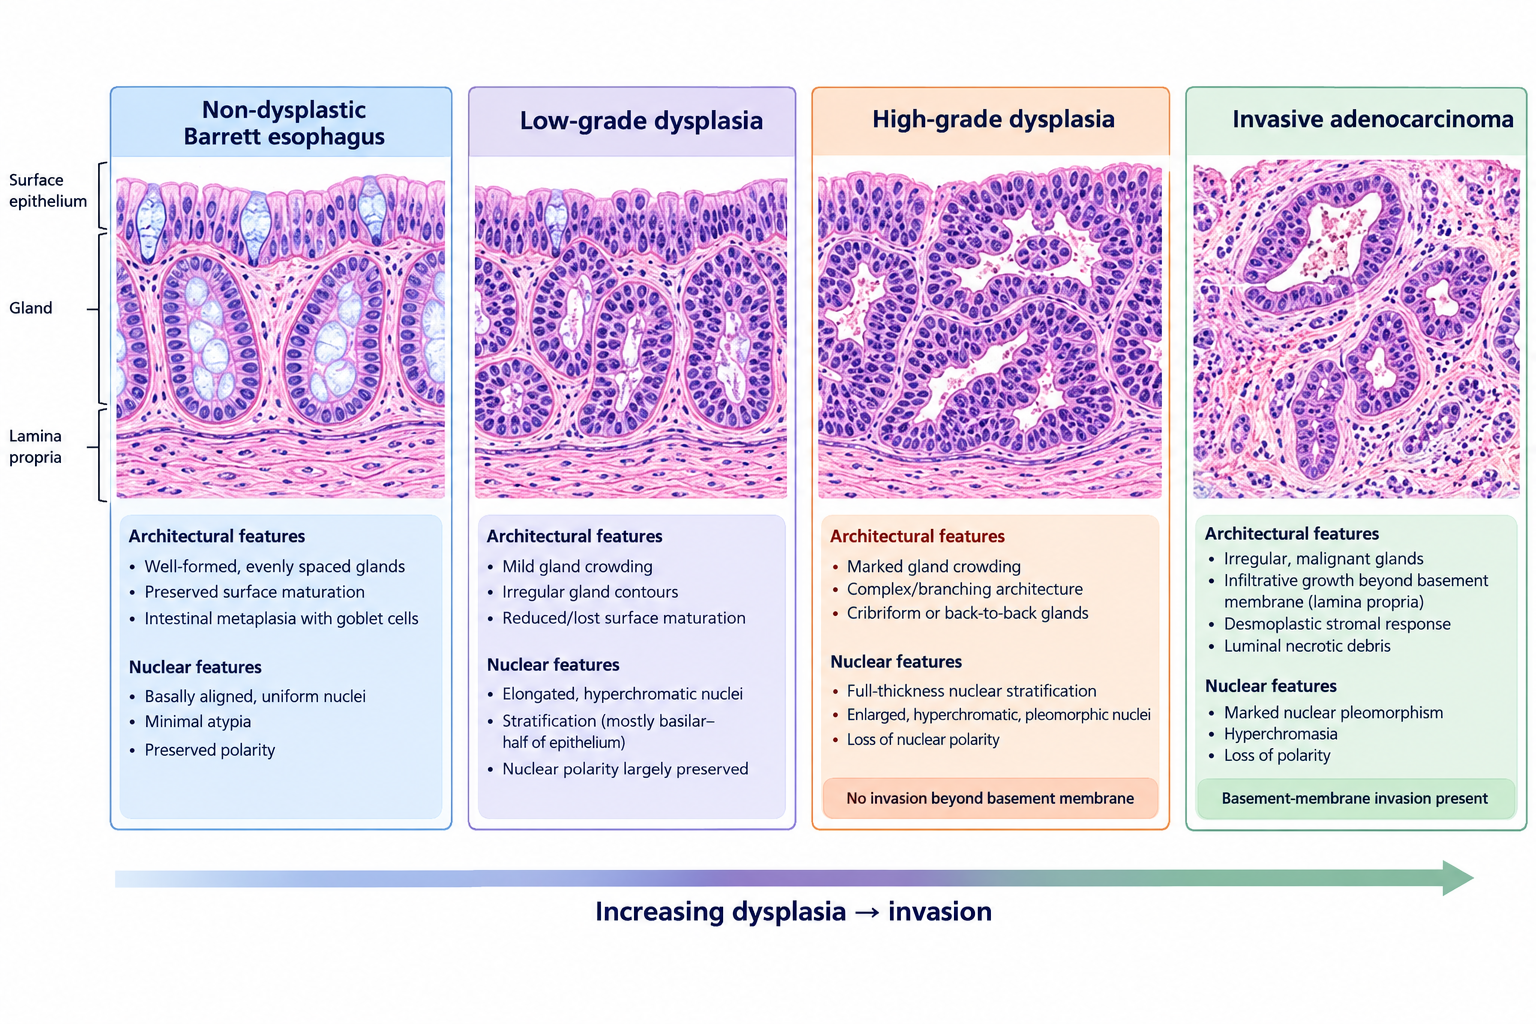 Non-dysplastic
Barrett esophagus
Low-grade dysplasia
High-grade dysplasia
Invasive adenocarcinoma
Surface
epithelium
Gland
Lamina
propria
Architectural features
• Well-formed, evenly spaced glands
• Preserved surface maturation
• Intestinal metaplasia with goblet cells
Nuclear features
• Basally aligned, uniform nuclei
• Minimal atypia
• Preserved polarity
Architectural features
• Mild gland crowding
• Irregular gland contours
• Reduced/lost surface maturation
Nuclear features
• Elongated, hyperchromatic nuclei
• Stratification (mostly basilar–
half of epithelium)
• Nuclear polarity largely preserved
Architectural features
• Marked gland crowding
• Complex/branching architecture
• Cribriform or back-to-back glands
Nuclear features
• Full-thickness nuclear stratification
• Enlarged, hyperchromatic, pleomorphic nuclei
• Loss of nuclear polarity
No invasion beyond basement membrane
Architectural features
• Irregular, malignant glands
• Infiltrative growth beyond basement
membrane (lamina propria)
• Desmoplastic stromal response
• Luminal necrotic debris
Nuclear features
• Marked nuclear pleomorphism
• Hyperchromasia
• Loss of polarity
Basement-membrane invasion present
Increasing dysplasia → invasion